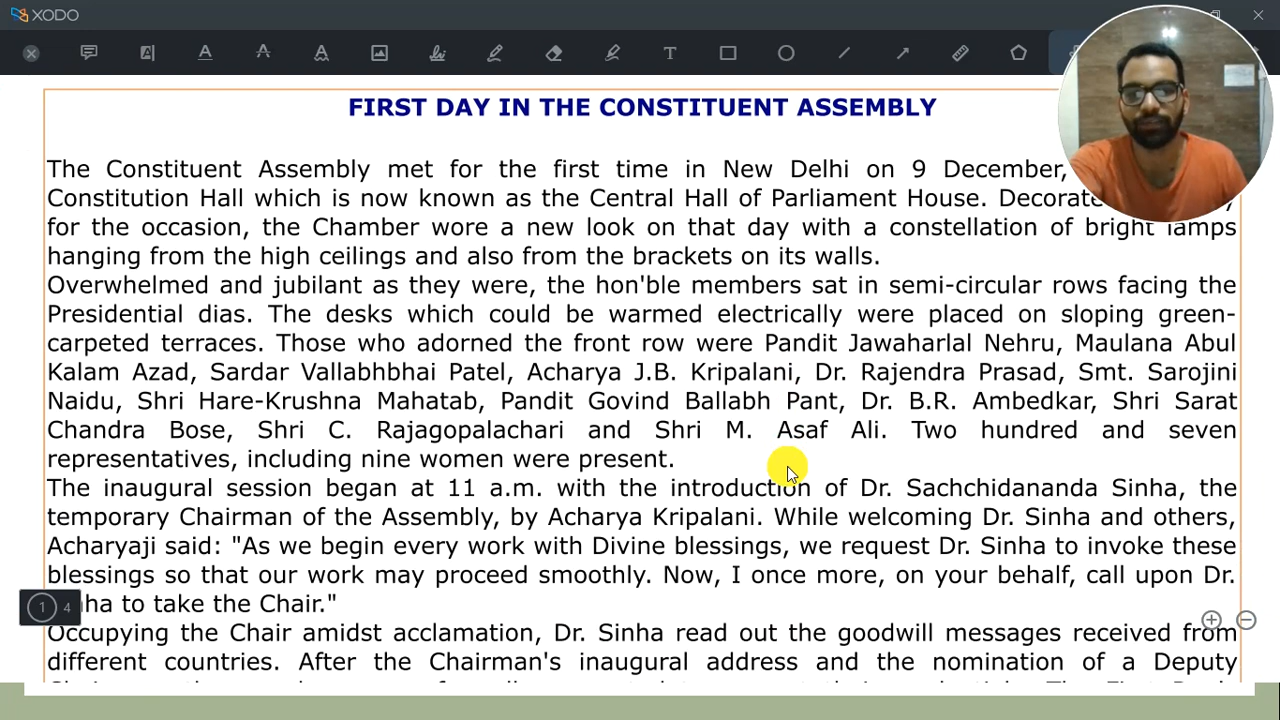 XODO
FIRST DAY IN THE CONSTITUENT ASSEMBLY
The Constituent Assembly met for the first time in New Delhi on 9 December,
Constitution Hall which is now known as the Central Hall of Parliament House.
for the occasion, the Chamber wore a new look on that day with a constellation of bright lamps
hanging from the high ceilings and also from the brackets on its walls.
Overwhelmed and jubilant as they were, the hon'ble members sat in semi-circular rows facing the
Presidential dias. The desks which could be warmed electrically were placed on sloping green-
carpeted terraces. Those who adorned the front row were Pandit Jawaharlal Nehru, Maulana Abul
Kalam Azad, Sardar Vallabhbhai Patel, Acharya J.B. Kripalani, Dr. Rajendra Prasad, Smt. Sarojini
Naidu, Shri Hare-Krushna Mahatab, Pandit Govind Ballabh Pant, Dr. B.R. Ambedkar, Shri Sarat
Chandra Bose, Shri C. Rajagopalachari and Shri M. Asaf Ali. Two hundred and seven
representatives, including nine women were present.
The inaugural session began at 11 a.m. with the introduction of Dr. Sachchidananda Sinha, the
temporary Chairman of the Assembly, by Acharya Kripalani. While welcoming Dr. Sinha and others,
Acharyaji said: "As we begin every work with Divine blessings, we request Dr. Sinha to invoke these
blessings so that our work may proceed smoothly. Now, I once more, on your behalf, call upon Dr.
1 4 to take the Chair."
Occupying the Chair amidst acclamation, Dr. Sinha read out the goodwill messages received from
different countries. After the Chairman's inaugural address and the nomination of a Deputy